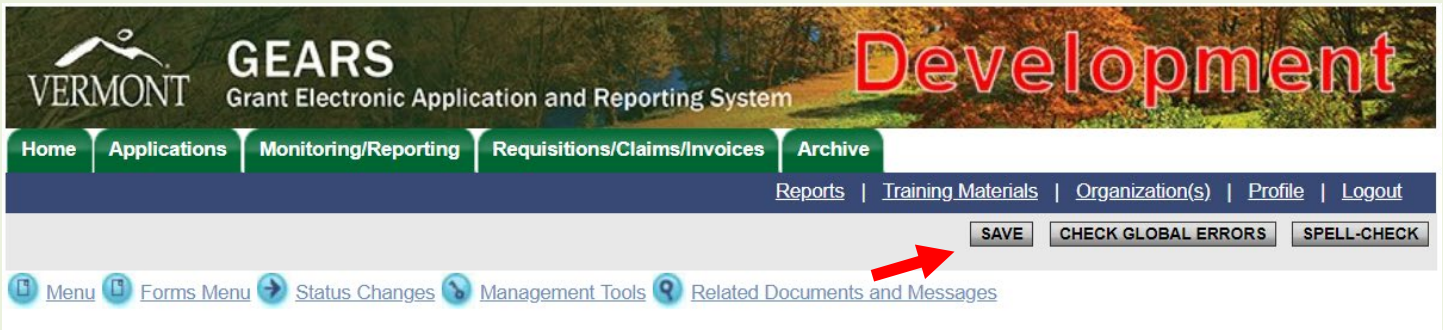 VERMONT
GEARS
Grant Electronic Application and Reporting System
Development
Home Applications Monitoring/Reporting Requisitions/Claims/Invoices Archive
Reports | Training Materials | Organization(s) | Profile | Logout
SAVE CHECK GLOBAL ERRORS SPELL-CHECK
Menu Forms Menu Status Changes Management Tools Related Documents and Messages